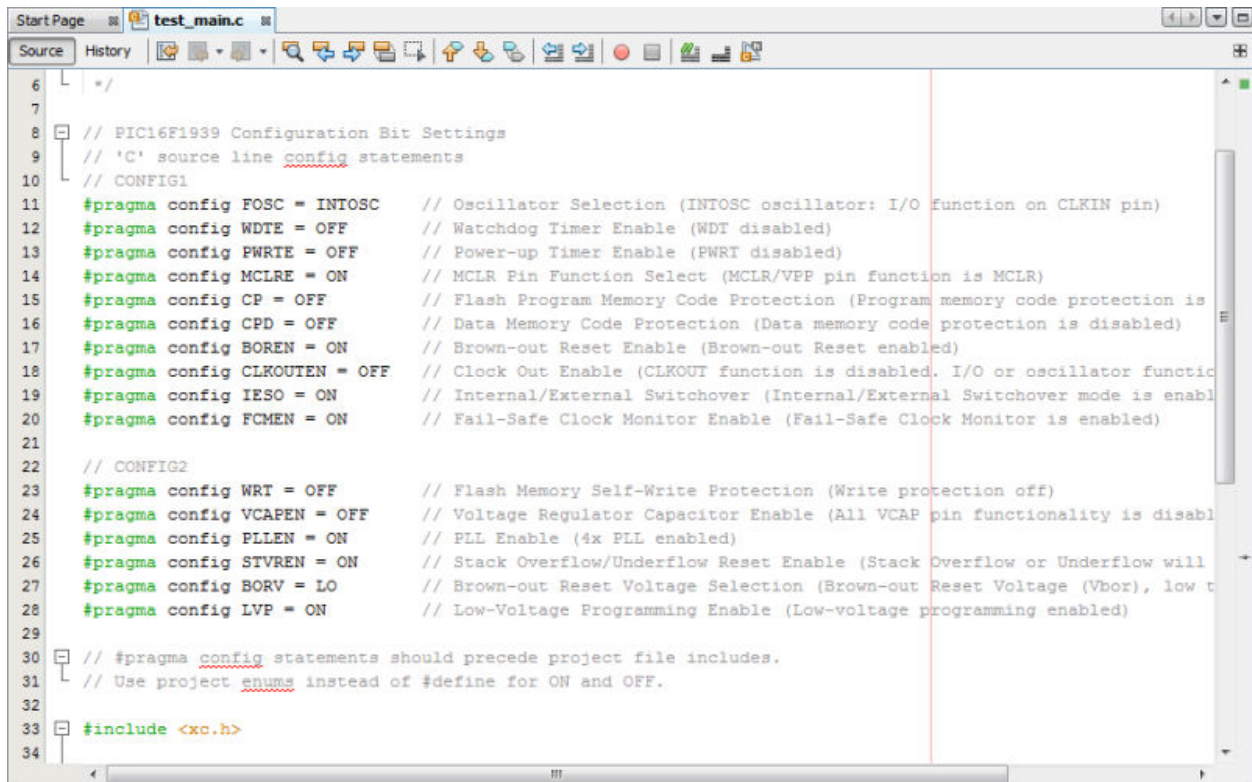 Start Page test_main.c
Source History
6 */
7
8 // PIC16F1939 Configuration Bit Settings
9 // 'C' source line config statements
10 // CONFIG1
11 #pragma config FOSC = INTOSC // Oscillator Selection (INTOSC oscillator: I/O function on CLKIN pin)
12 #pragma config WDTE = OFF // Watchdog Timer Enable (WDT disabled)
13 #pragma config PWRTE = OFF // Power-up Timer Enable (PWRT disabled)
14 #pragma config MCLRE = ON // MCLR Pin Function Select (MCLR/VPP pin function is MCLR)
15 #pragma config CP = OFF // Flash Program Memory Code Protection (Program memory code protection is
16 #pragma config CPD = OFF // Data Memory Code Protection (Data memory code protection is disabled)
17 #pragma config BOREN = ON // Brown-out Reset Enable (Brown-out Reset enabled)
18 #pragma config CLKOUTEN = OFF // Clock Out Enable (CLKOUT function is disabled. I/O or oscillator functic
19 #pragma config IESO = ON // Internal/External Switchover (Internal/External Switchover mode is enabl
20 #pragma config FCMEN = ON // Fail-Safe Clock Monitor Enable (Fail-Safe Clock Monitor is enabled)
21
22 // CONFIG2
23 #pragma config WRT = OFF // Flash Memory Self-Write Protection (Write protection off)
24 #pragma config VCAPEN = OFF // Voltage Regulator Capacitor Enable (All VCAP pin functionality is disabl
25 #pragma config PLLEN = ON // PLL Enable (4x PLL enabled)
26 #pragma config STVREN = ON // Stack Overflow/Underflow Reset Enable (Stack Overflow or Underflow will
27 #pragma config BORV = LO // Brown-out Reset Voltage Selection (Brown-out Reset Voltage (Vbor), low t
28 #pragma config LVP = ON // Low-Voltage Programming Enable (Low-voltage programming enabled)
29
30 // #pragma config statements should precede project file includes.
31 // Use project enums instead of #define for ON and OFF.
32
33 #include <xc.h>
34